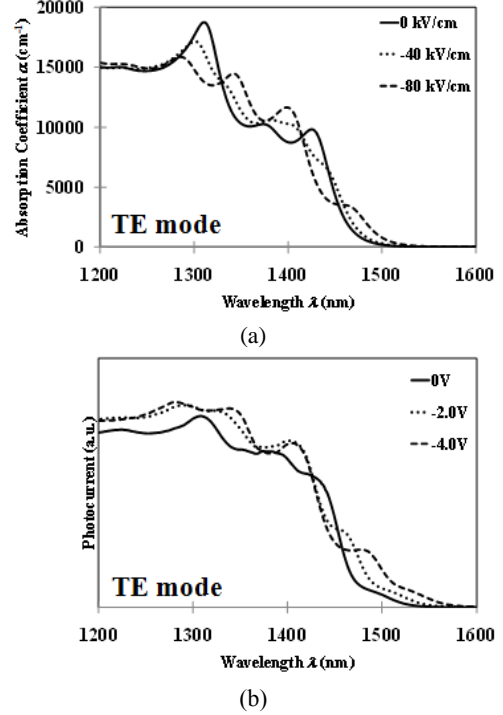 20000
15000
10000
5000
0
Absorption Coefficient α (cm⁻¹)
0 kV/cm
-40 kV/cm
-80 kV/cm
TE mode
1200 1300 1400 1500 1600
Wavelength λ (nm)
(a)
Photocurrent (a.u.)
0V
-2.0V
-4.0V
TE mode
1200 1300 1400 1500 1600
Wavelength λ (nm)
(b)